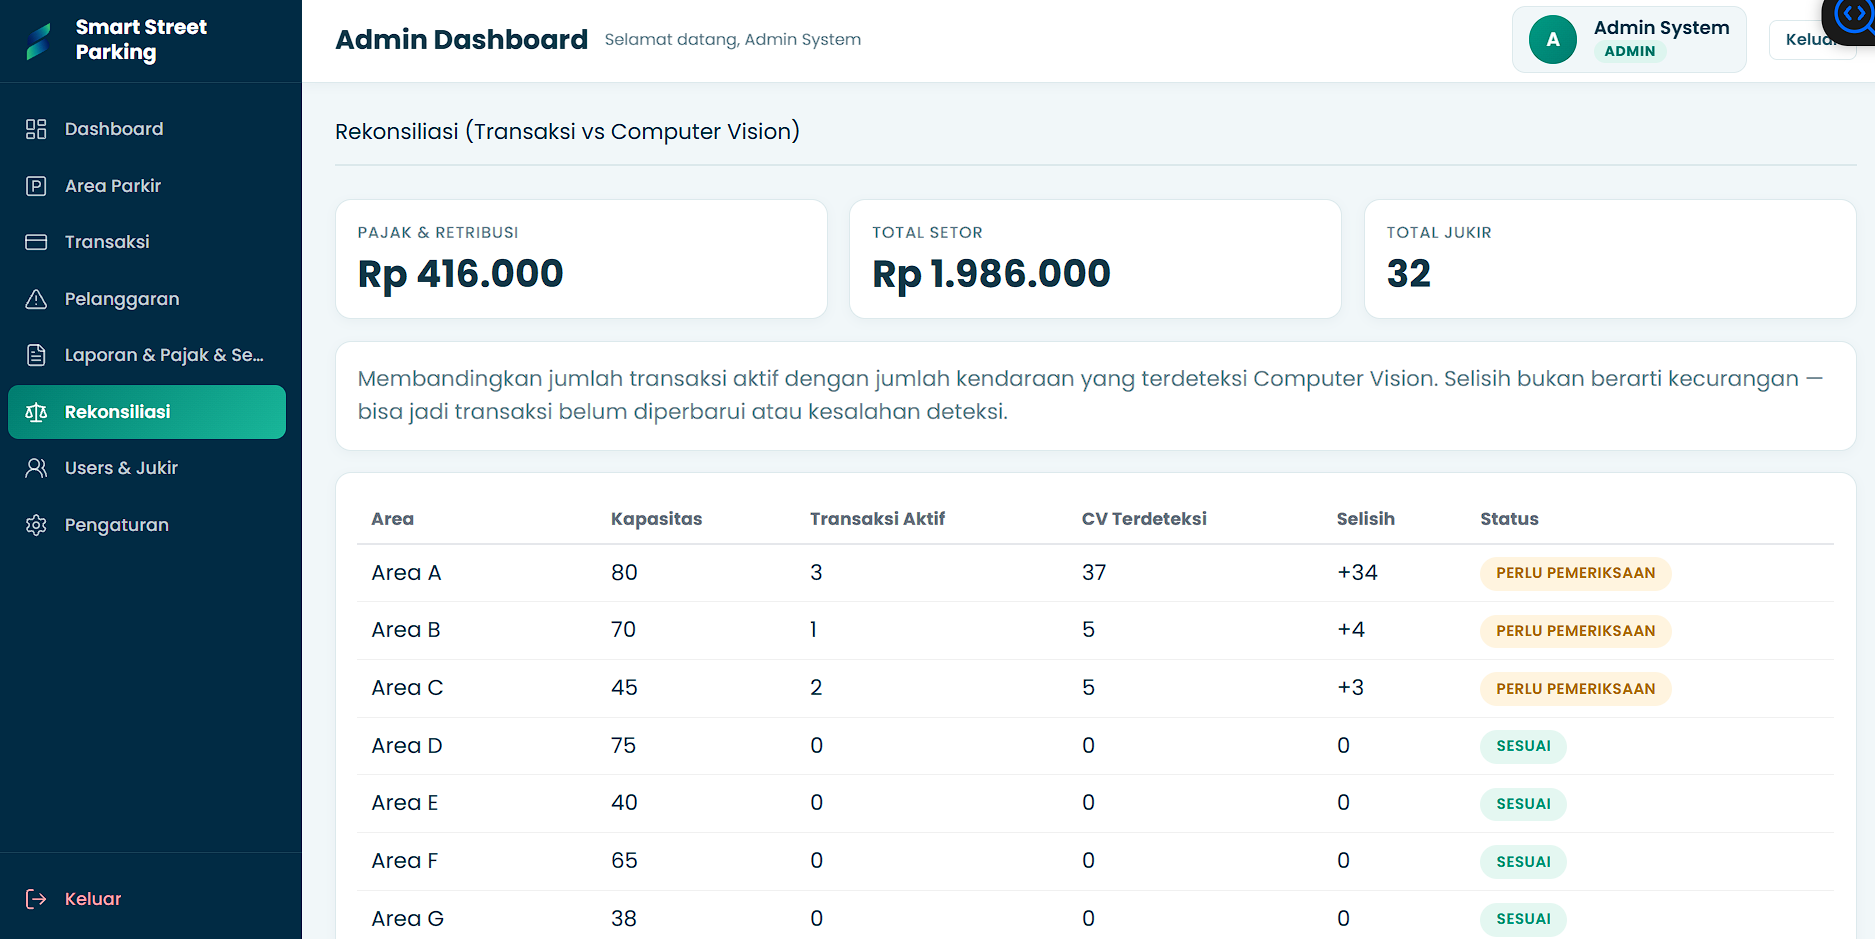 Smart Street
Parking
Dashboard
Area Parkir
Transaksi
Pelanggaran
Laporan & Pajak & Se...
Rekonsiliasi
Users & Jukir
Pengaturan
Keluar
Admin Dashboard
Selamat datang, Admin System
A
Admin System
ADMIN
Keluar
Rekonsiliasi (Transaksi vs Computer Vision)
PAJAK & RETRIBUSI
Rp 416.000
TOTAL SETOR
Rp 1.986.000
TOTAL JUKIR
32
Membandingkan jumlah transaksi aktif dengan jumlah kendaraan yang terdeteksi Computer Vision. Selisih bukan berarti kecurangan —
bisa jadi transaksi belum diperbarui atau kesalahan deteksi.
Area Kapasitas Transaksi Aktif CV Terdeteksi Selisih Status
Area A 80 3 37 +34 PERLU PEMERIKSAAN
Area B 70 1 5 +4 PERLU PEMERIKSAAN
Area C 45 2 5 +3 PERLU PEMERIKSAAN
Area D 75 0 0 0 SESUAI
Area E 40 0 0 0 SESUAI
Area F 65 0 0 0 SESUAI
Area G 38 0 0 0 SESUAI